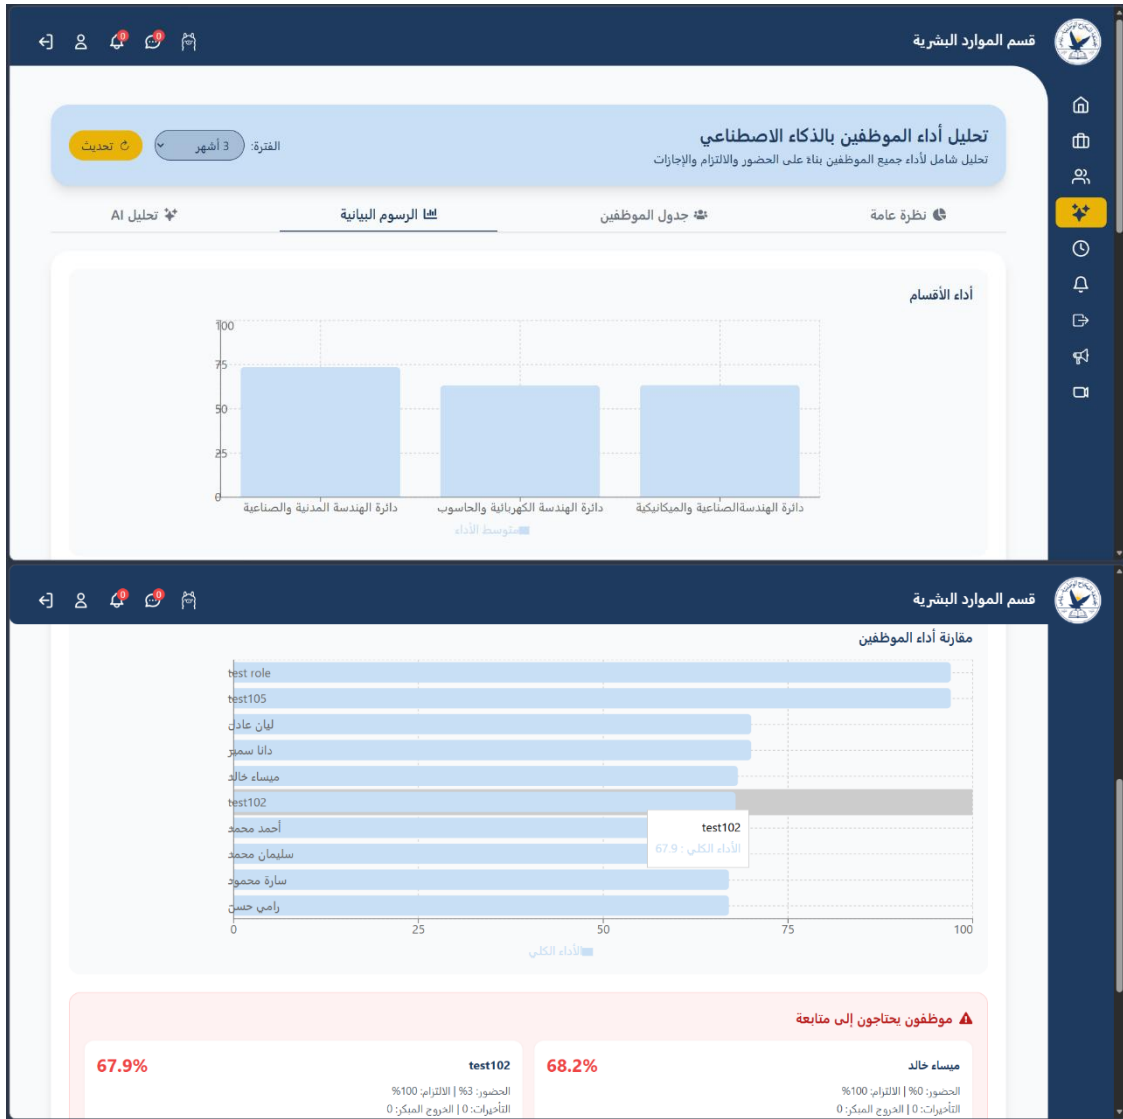 قسم الموارد البشرية
0
0
تحليل أداء الموظفين بالذكاء الاصطناعي
تحليل شامل لأداء جميع الموظفين بناءً على الحضور والالتزام والإجازات
الفترة:
3 أشهر
تحديث
نظرة عامة
جدول الموظفين
الرسوم البيانية
تحليل AI
أداء الأقسام
100
75
50
25
0
دائرة الهندسة المدنية والصناعية
دائرة الهندسة الكهربائية والحاسوب
دائرة الهندسةالصناعية والميكانيكية
متوسط الأداء
قسم الموارد البشرية
0
0
مقارنة أداء الموظفين
test role
test105
ليان عادل
دانا سمير
ميساء خالد
test102
أحمد محمد
سليمان محمد
سارة محمود
رامي حسن
test102
الأداء الكلي : 67.9
0
25
50
75
100
الأداء الكلي
موظفون يحتاجون إلى متابعة
ميساء خالد
68.2%
الحضور: 0% | الالتزام: 100%
التأخيرات: 0 | الخروج المبكر: 0
test102
67.9%
الحضور: 3% | الالتزام: 100%
التأخيرات: 0 | الخروج المبكر: 0